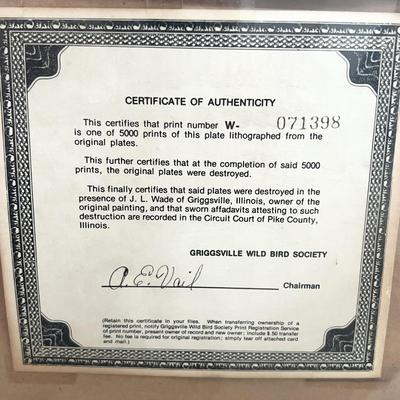 CERTIFICATE OF AUTHENTICITY
This certifies that print number W- 071398
is one of 5000 prints of this plate lithographed from the
original plates.
This further certifies that at the completion of said 5000
prints, the original plates were destroyed.
This finally certifies that said plates were destroyed in the
presence of J. L. Wade of Griggsville, Illinois, owner of the
original painting, and that sworn affadavits attesting to such
destruction are recorded in the Circuit Court of Pike County,
Illinois.
GRIGGSVILLE WILD BIRD SOCIETY
A. E. Vail Chairman
(Retain this certificate in your files. When transferring ownership of a
registered print, notify Griggsville Wild Bird Society Print Registration Service
of print number, present owner of record and new owner; include $.50 transfer
fee. No fee is required for original registration; simply tear off attached card
and mail.)